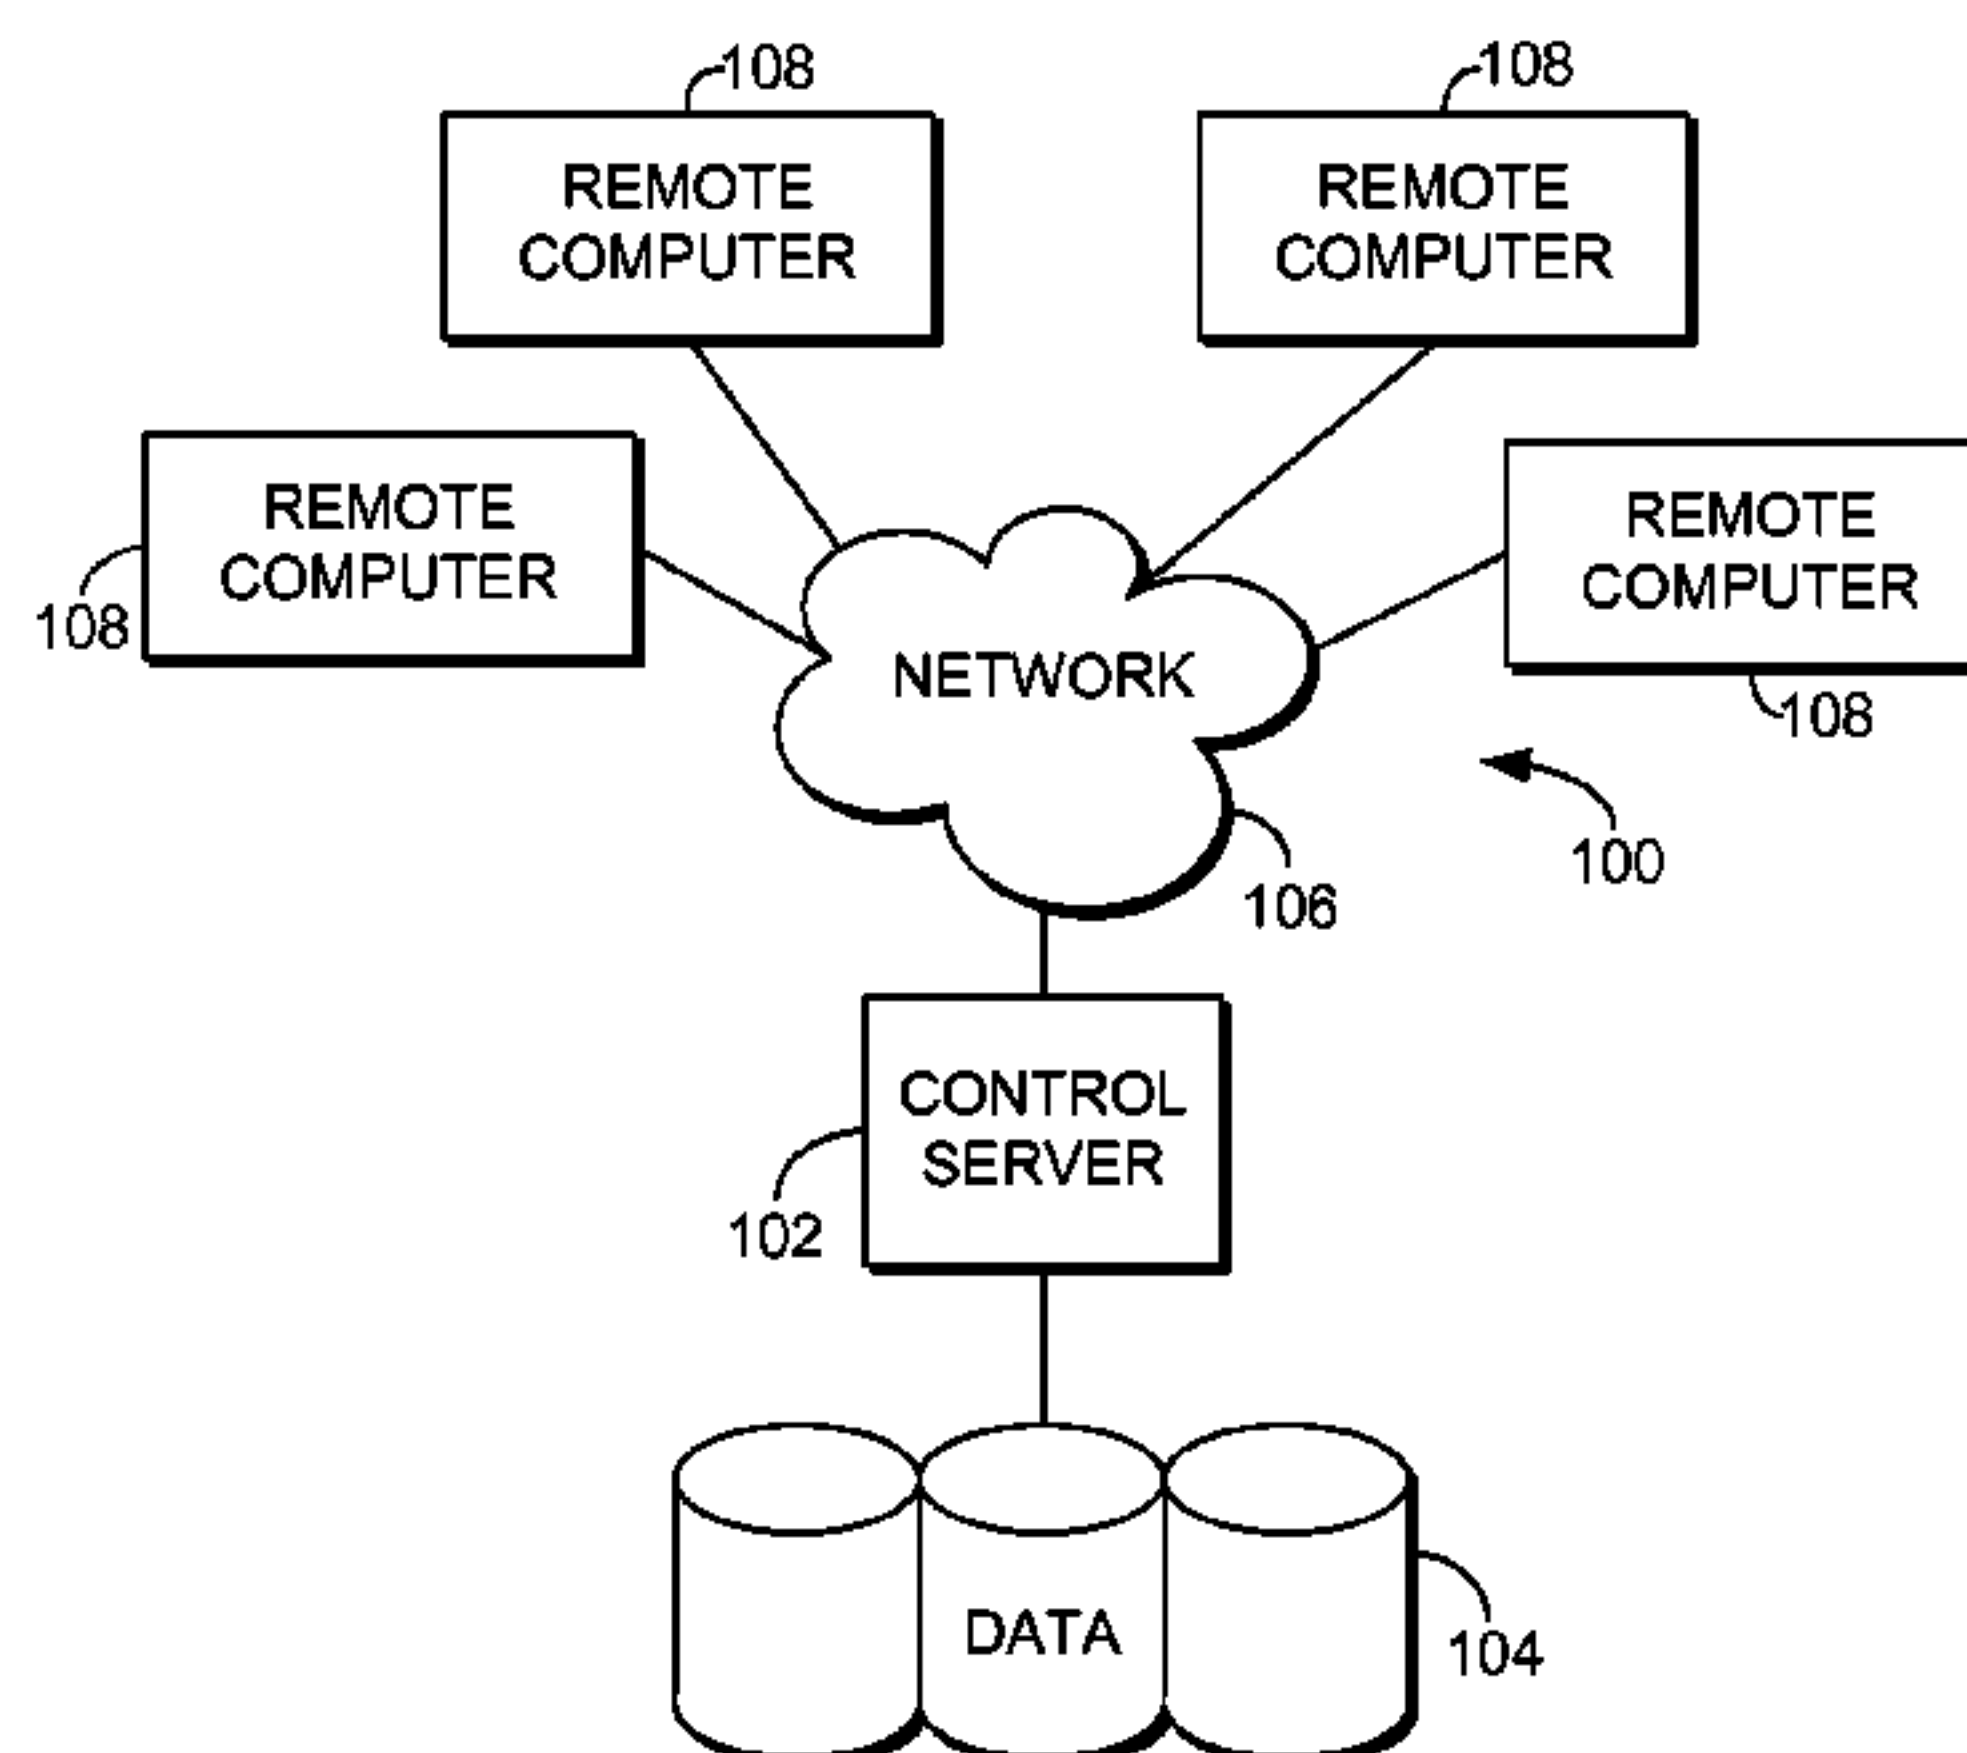 108
108
REMOTE
COMPUTER
REMOTE
COMPUTER
REMOTE
COMPUTER
108
REMOTE
COMPUTER
108
NETWORK
100
106
CONTROL
SERVER
102
DATA
104